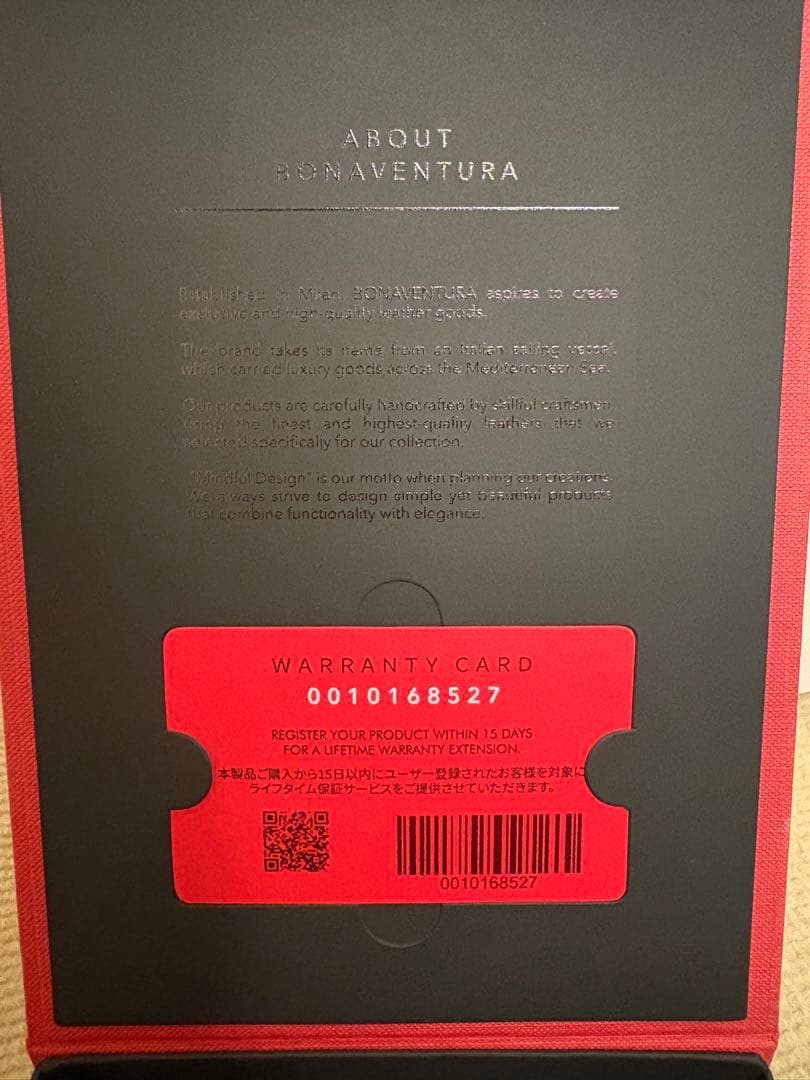 ABOUT
BONAVENTURA
Established in Milan, BONAVENTURA aspires to create
exclusive and high-quality leather goods.
The brand takes its name from an Italian sailing vessel,
which carried luxury goods across the Mediterranean Sea.
Our products are carefully handcrafted by skillful craftsmen,
using the finest and highest-quality leathers that we
selected specifically for our collection.
"Mindful Design" is our motto when planning our creations.
We always strive to design simple yet beautiful products
that combine functionality with elegance.
WARRANTY CARD
0010168527
REGISTER YOUR PRODUCT WITHIN 15 DAYS
FOR A LIFETIME WARRANTY EXTENSION.
本製品ご購入から15日以内にユーザー登録されたお客様を対象に
ライフタイム保証サービスをご提供させていただきます。
0010168527